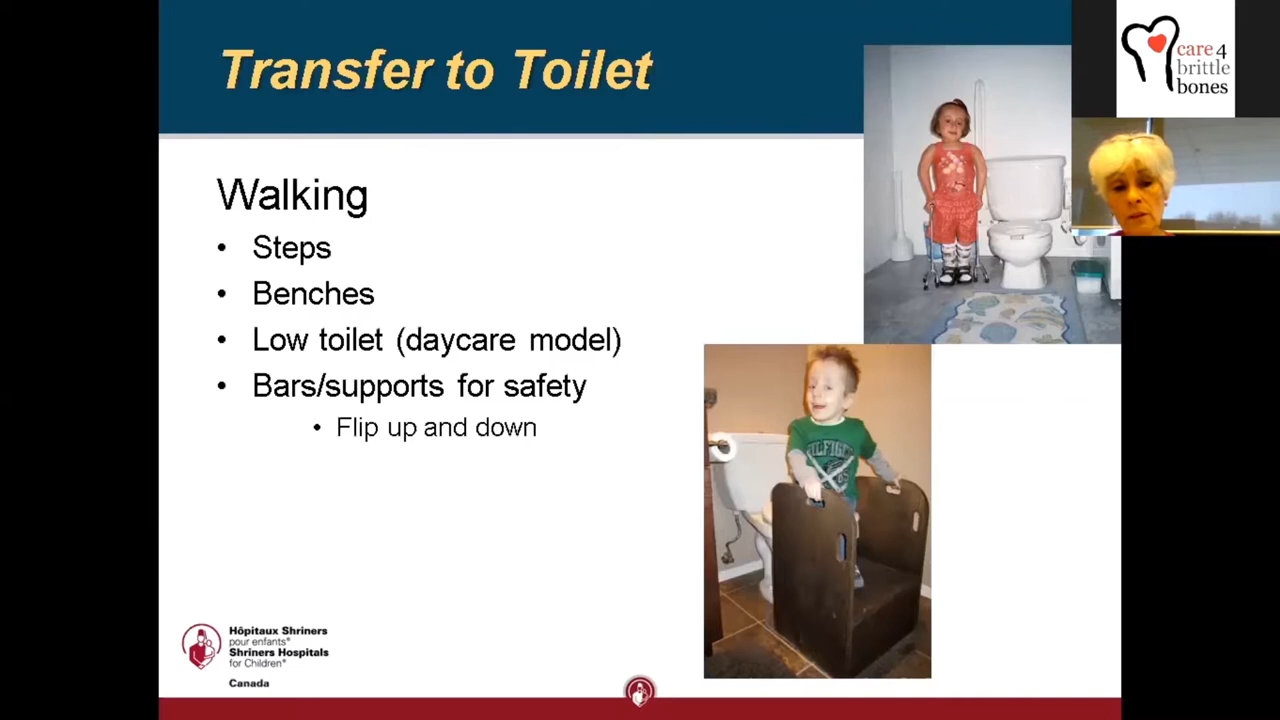 Transfer to Toilet
care 4
brittle
bones
Walking
• Steps
• Benches
• Low toilet (daycare model)
• Bars/supports for safety
• Flip up and down
Hôpitaux Shriners
pour enfants®
Shriners Hospitals
for Children®
Canada